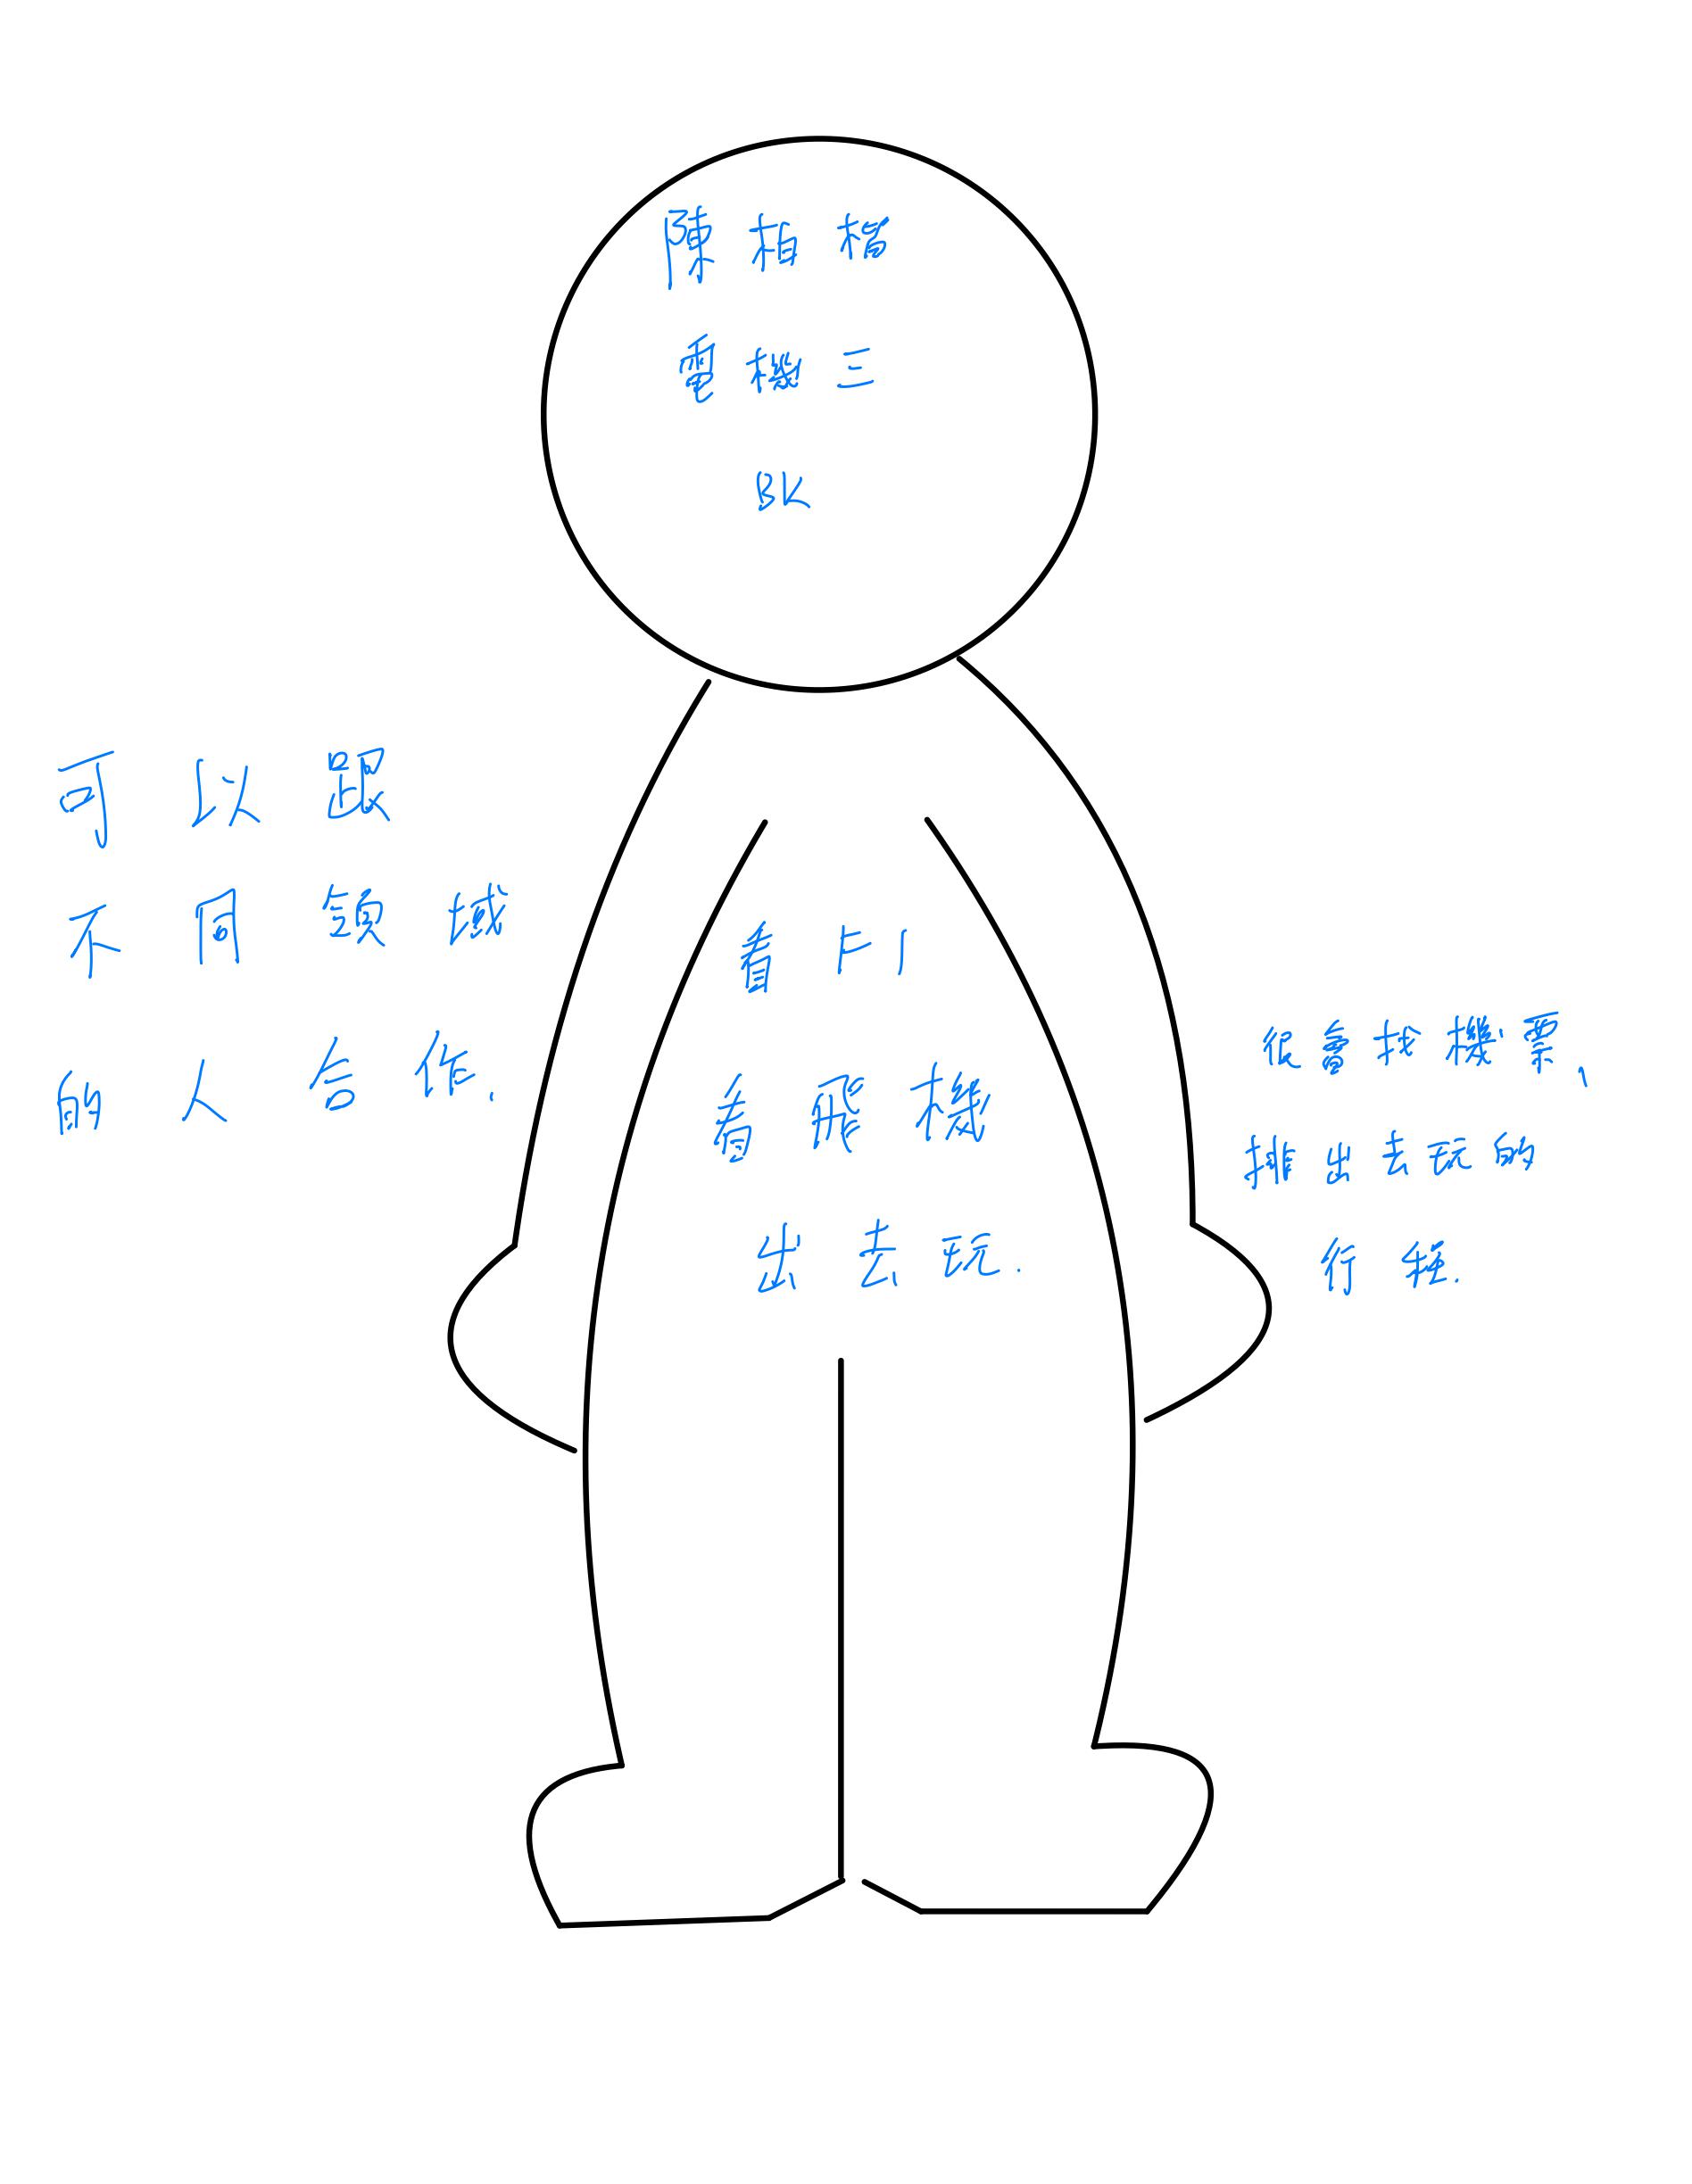 陳柏楷
電機三
BK
可以跟
不同領域
的人合作.
看F1
看飛機
出去玩.
很會找機票、
排出去玩的
行程.